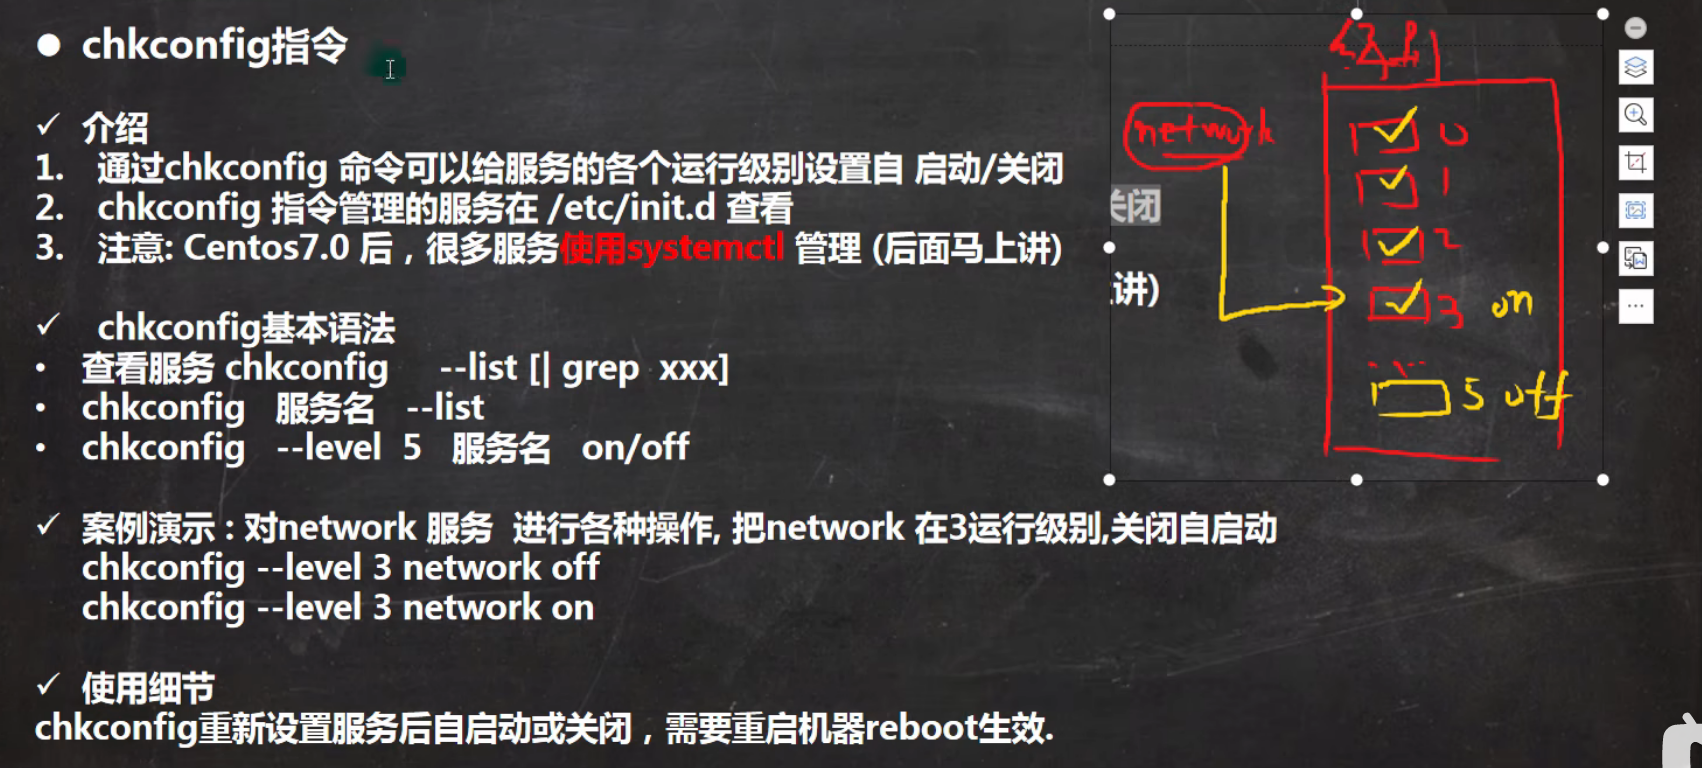 ● chkconfig指令
✓ 介绍
1. 通过chkconfig 命令可以给服务的各个运行级别设置自 启动/关闭
2. chkconfig 指令管理的服务在 /etc/init.d 查看
3. 注意: Centos7.0 后，很多服务使用systemctl 管理 (后面马上讲)
✓ chkconfig基本语法
• 查看服务 chkconfig --list [| grep xxx]
• chkconfig 服务名 --list
• chkconfig --level 5 服务名 on/off
✓ 案例演示 : 对network 服务 进行各种操作, 把network 在3运行级别,关闭自启动
chkconfig --level 3 network off
chkconfig --level 3 network on
✓ 使用细节
chkconfig重新设置服务后自启动或关闭，需要重启机器reboot生效.
network
关闭
讲)
0
1
2
3 on
5 off